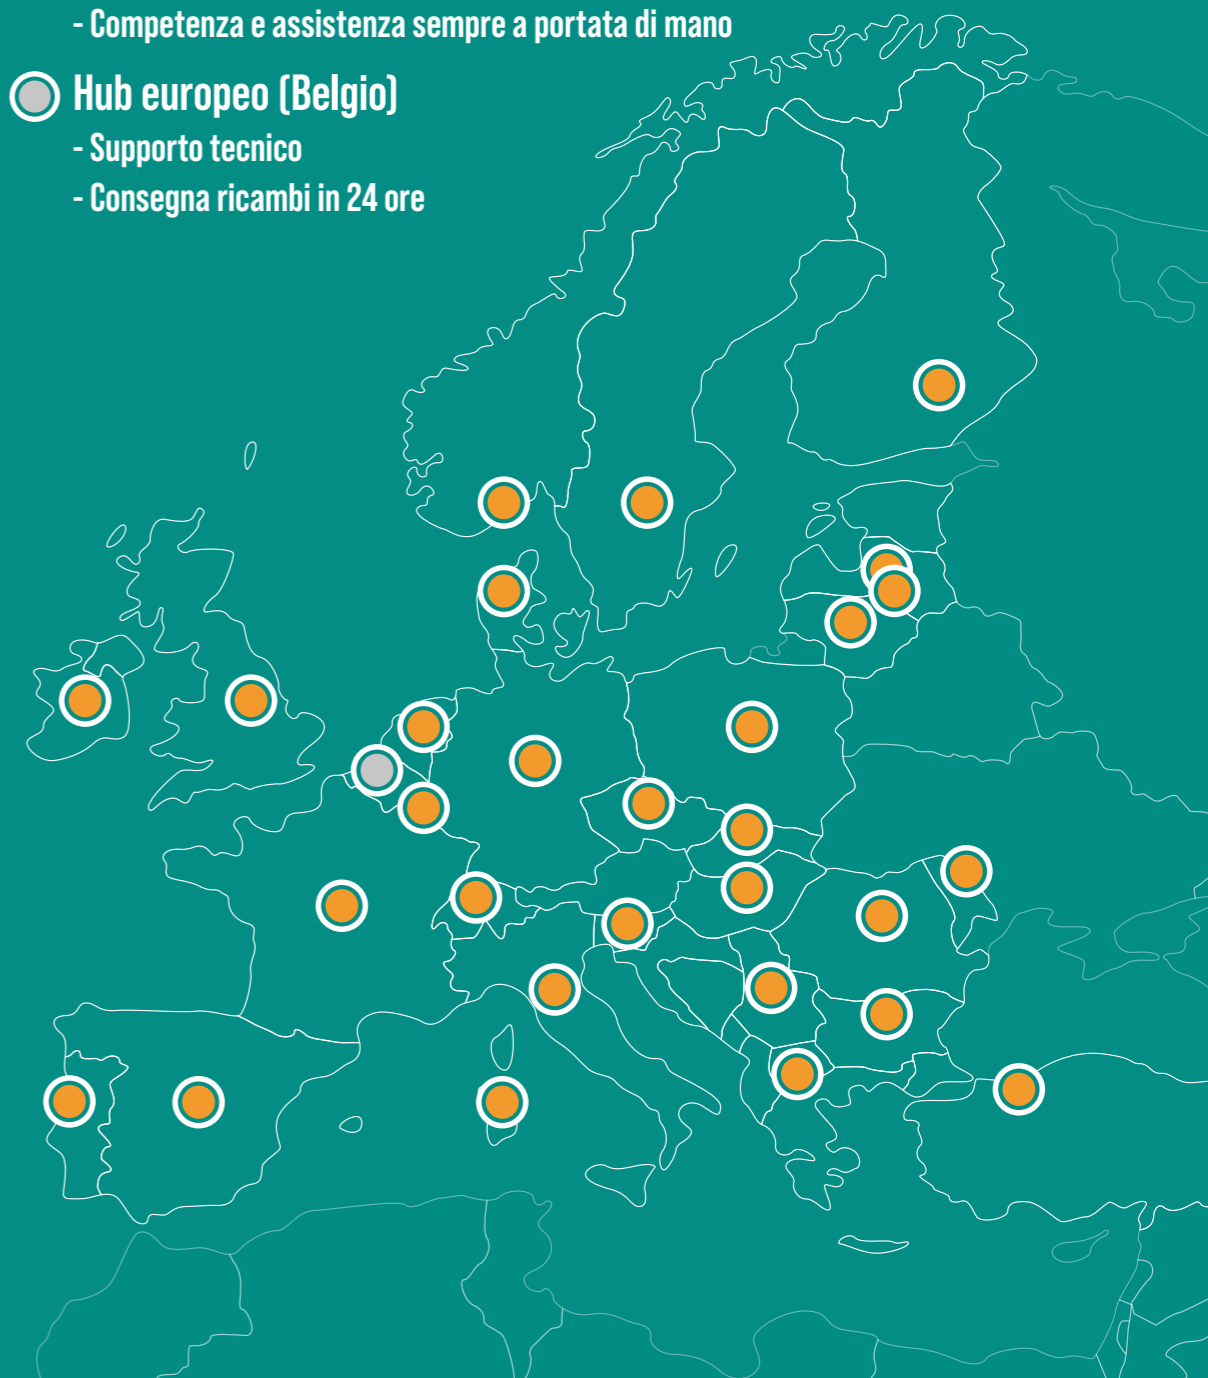 - Competenza e assistenza sempre a portata di mano
Hub europeo (Belgio)
- Supporto tecnico
- Consegna ricambi in 24 ore